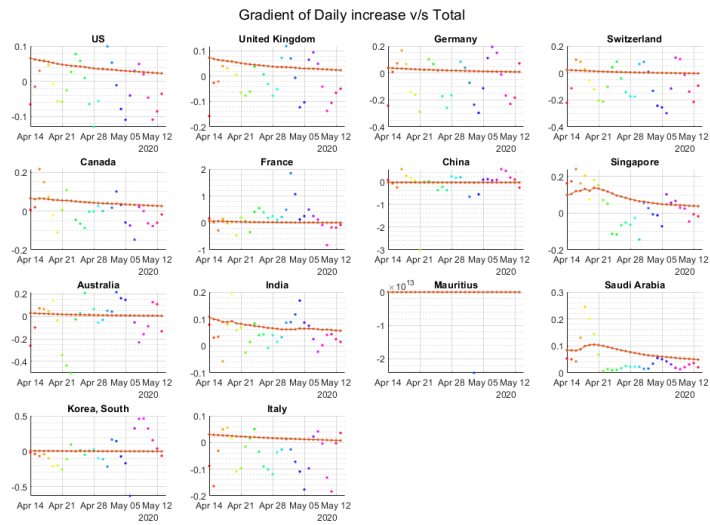 Gradient of Daily increase v/s Total
US United Kingdom Germany Switzerland
0.1 0.1 0.2 0.2
0 0 0 0
-0.1 -0.1 -0.2 -0.2
-0.2 -0.4 -0.4
Apr 14 Apr 21 Apr 28 May 05 May 12 Apr 14 Apr 21 Apr 28 May 05 May 12 Apr 14 Apr 21 Apr 28 May 05 May 12 Apr 14 Apr 21 Apr 28 May 05 May 12
2020 2020 2020 2020
Canada France China Singapore
0.2 2 0 0.2
0 1 -1 0
-0.2 0 -2 -0.2
-1 -3
Apr 14 Apr 21 Apr 28 May 05 May 12 Apr 14 Apr 21 Apr 28 May 05 May 12 Apr 14 Apr 21 Apr 28 May 05 May 12 Apr 14 Apr 21 Apr 28 May 05 May 12
2020 2020 2020 2020
Australia India Mauritius Saudi Arabia
0.2 0.2 0 ×10^13 0.3
0 0.1 -1 0.2
-0.2 0 -2 0.1
-0.4 -0.1 0
Apr 14 Apr 21 Apr 28 May 05 May 12 Apr 14 Apr 21 Apr 28 May 05 May 12 Apr 14 Apr 21 Apr 28 May 05 May 12 Apr 14 Apr 21 Apr 28 May 05 May 12
2020 2020 2020 2020
Korea, South Italy
0.5 0.1
0 0
-0.5 -0.1
-0.2
Apr 14 Apr 21 Apr 28 May 05 May 12 Apr 14 Apr 21 Apr 28 May 05 May 12
2020 2020